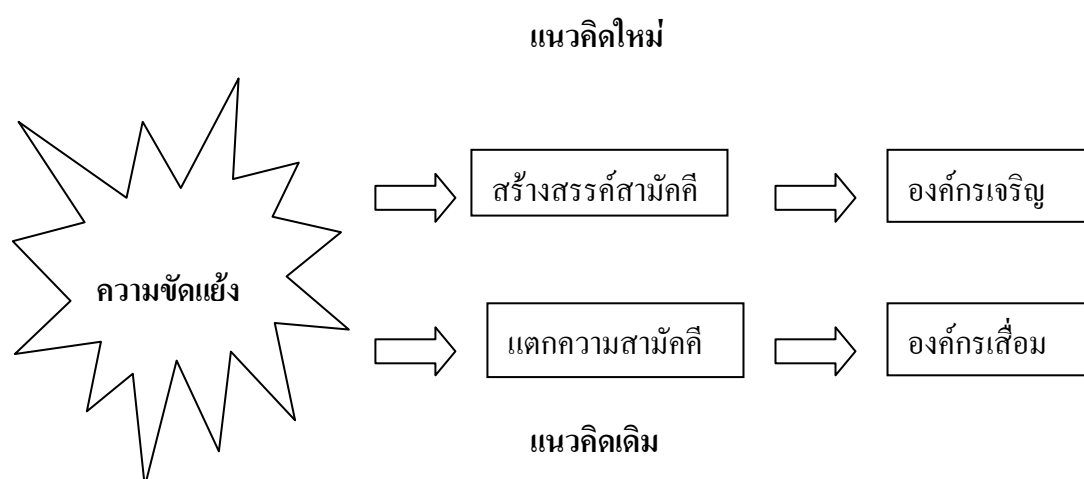 แนวคิดใหม่
สร้างสรรค์สามัคคี
องค์กรเจริญ
ความขัดแย้ง
แตกความสามัคคี
องค์กรเสื่อม
แนวคิดเดิม